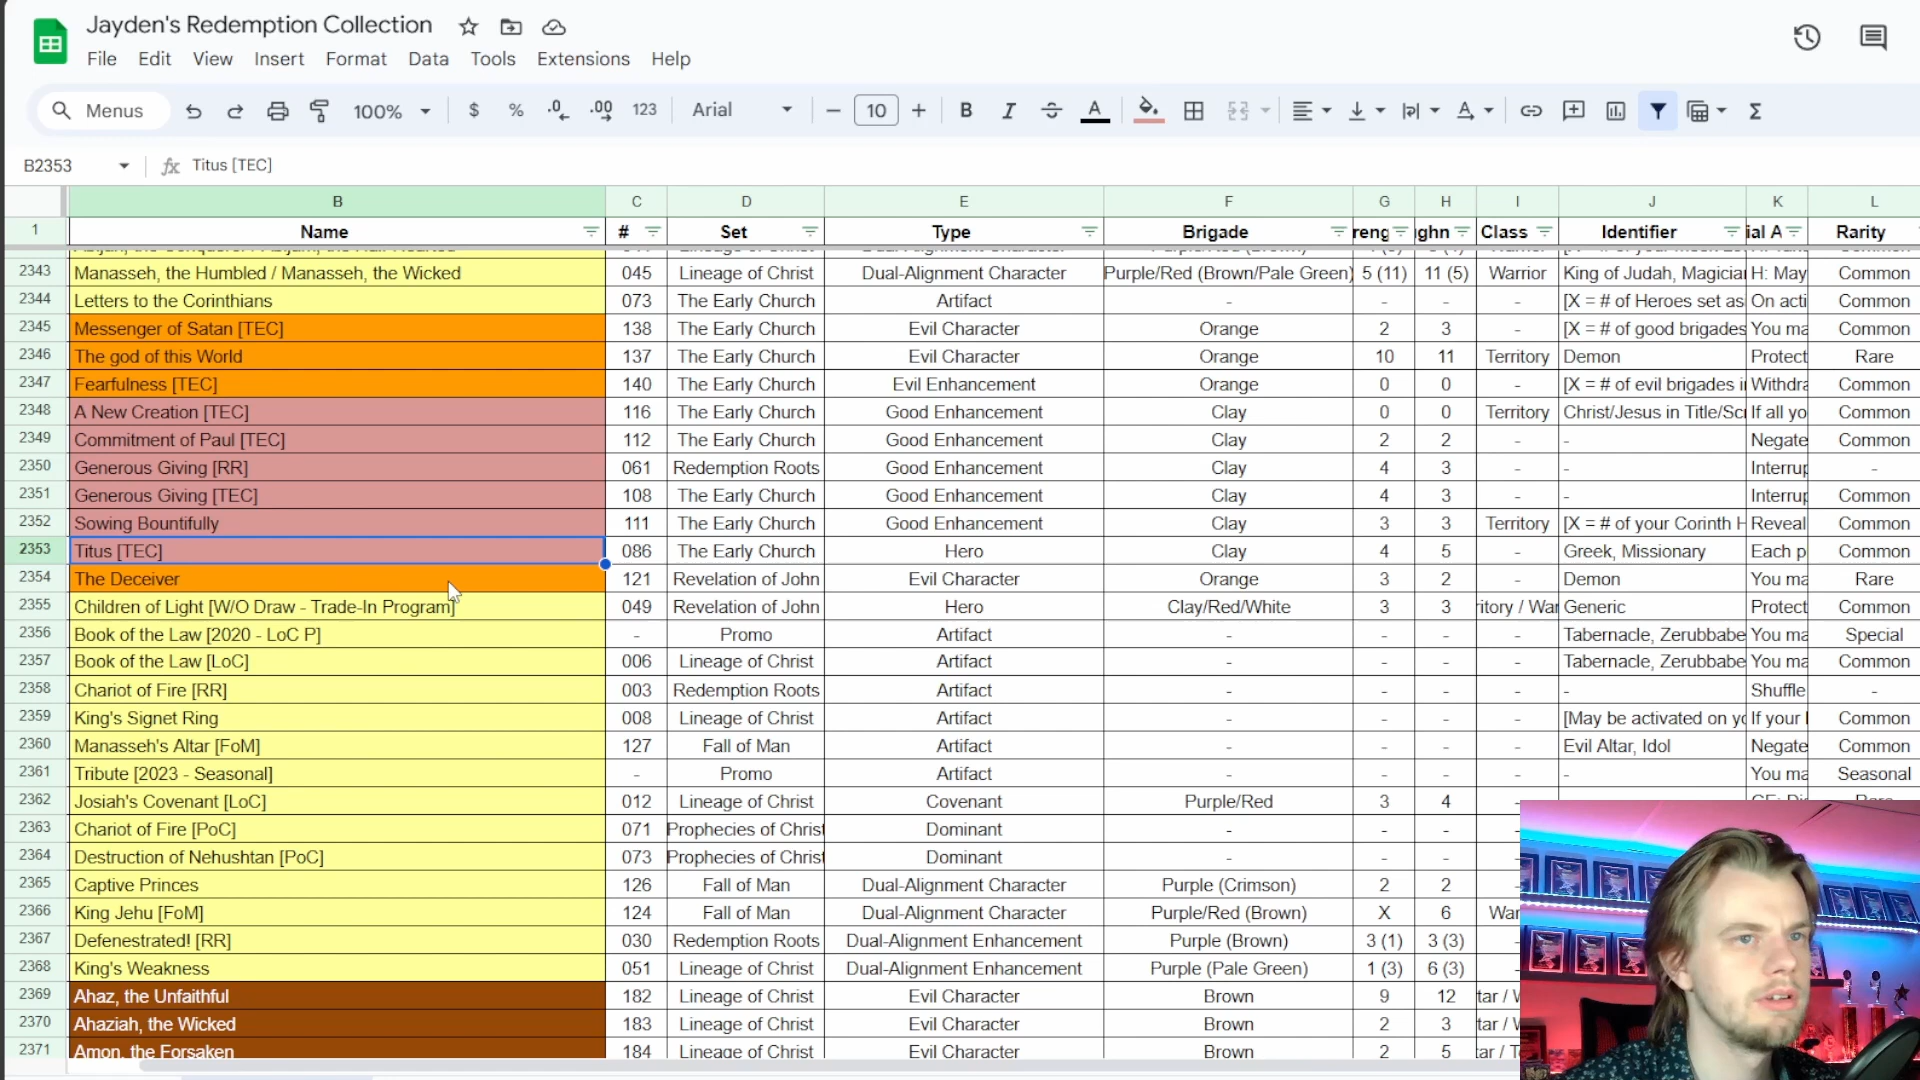 Jayden's Redemption Collection
File Edit View Insert Format Data Tools Extensions Help
Menus 100% $ % .0 .00 123 Arial 10 B I A A Σ
B2353 fx Titus [TEC]
B C D E F G H I J K L
1 Name # Set Type Brigade reng ughn Class Identifier ial A Rarity
2343 Manasseh, the Humbled / Manasseh, the Wicked 045 Lineage of Christ Dual-Alignment Character Purple/Red (Brown/Pale Green) 5 (11) 11 (5) Warrior King of Judah, Magicia H: May Common
2344 Letters to the Corinthians 073 The Early Church Artifact - - - - [X = # of Heroes set as On acti Common
2345 Messenger of Satan [TEC] 138 The Early Church Evil Character Orange 2 3 - [X = # of good brigades You ma Common
2346 The god of this World 137 The Early Church Evil Character Orange 10 11 Territory Demon Protect Rare
2347 Fearfulness [TEC] 140 The Early Church Evil Enhancement Orange 0 0 - [X = # of evil brigades i Withdra Common
2348 A New Creation [TEC] 116 The Early Church Good Enhancement Clay 0 0 Territory Christ/Jesus in Title/Sc If all yo Common
2349 Commitment of Paul [TEC] 112 The Early Church Good Enhancement Clay 2 2 - - Negate Common
2350 Generous Giving [RR] 061 Redemption Roots Good Enhancement Clay 4 3 - - Interrup -
2351 Generous Giving [TEC] 108 The Early Church Good Enhancement Clay 4 3 - - Interrup Common
2352 Sowing Bountifully 111 The Early Church Good Enhancement Clay 3 3 Territory [X = # of your Corinth H Reveal Common
2353 Titus [TEC] 086 The Early Church Hero Clay 4 5 - Greek, Missionary Each p Common
2354 The Deceiver 121 Revelation of John Evil Character Orange 3 2 - Demon You ma Rare
2355 Children of Light [W/O Draw - Trade-In Program] 049 Revelation of John Hero Clay/Red/White 3 3 ritory / War Generic Protect Common
2356 Book of the Law [2020 - LoC P] - Promo Artifact - - - - Tabernacle, Zerubbabe You ma Special
2357 Book of the Law [LoC] 006 Lineage of Christ Artifact - - - - Tabernacle, Zerubbabe You ma Common
2358 Chariot of Fire [RR] 003 Redemption Roots Artifact - - - - - Shuffle -
2359 King's Signet Ring 008 Lineage of Christ Artifact - - - - [May be activated on yo If your Common
2360 Manasseh's Altar [FoM] 127 Fall of Man Artifact - - - - Evil Altar, Idol Negate Common
2361 Tribute [2023 - Seasonal] - Promo Artifact - - - - - You ma Seasonal
2362 Josiah's Covenant [LoC] 012 Lineage of Christ Covenant Purple/Red 3 4 -
2363 Chariot of Fire [PoC] 071 Prophecies of Christ Dominant - - - -
2364 Destruction of Nehushtan [PoC] 073 Prophecies of Christ Dominant - - - -
2365 Captive Princes 126 Fall of Man Dual-Alignment Character Purple (Crimson) 2 2 -
2366 King Jehu [FoM] 124 Fall of Man Dual-Alignment Character Purple/Red (Brown) X 6 War
2367 Defenestrated! [RR] 030 Redemption Roots Dual-Alignment Enhancement Purple (Brown) 3 (1) 3 (3) -
2368 King's Weakness 051 Lineage of Christ Dual-Alignment Enhancement Purple (Pale Green) 1 (3) 6 (3) -
2369 Ahaz, the Unfaithful 182 Lineage of Christ Evil Character Brown 9 12 tar / W
2370 Ahaziah, the Wicked 183 Lineage of Christ Evil Character Brown 2 3 tar / T
2371 Amon, the Forsaken 184 Lineage of Christ Evil Character Brown 2 5 tar / T